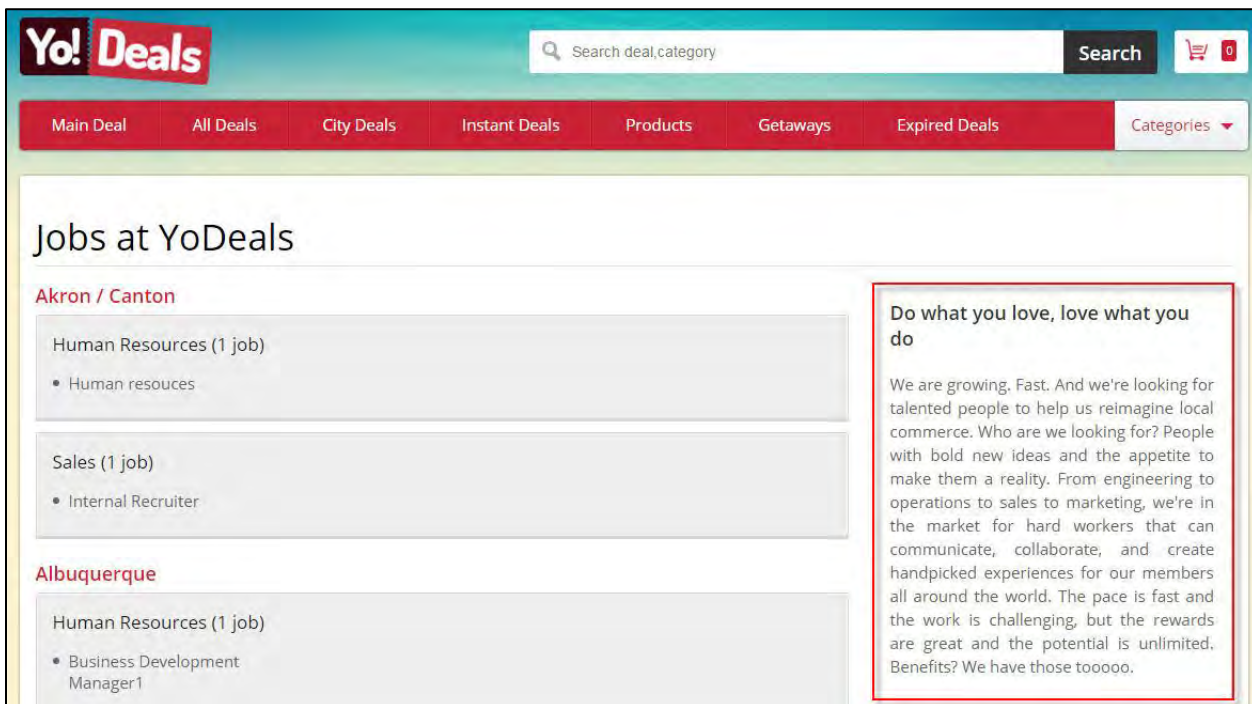 Yo! Deals
Search deal,category
Search
0
Main Deal All Deals City Deals Instant Deals Products Getaways Expired Deals Categories
Jobs at YoDeals
Akron / Canton
Human Resources (1 job)
• Human resouces
Sales (1 job)
• Internal Recruiter
Albuquerque
Human Resources (1 job)
• Business Development
Manager1
Do what you love, love what you
do
We are growing. Fast. And we're looking for
talented people to help us reimagine local
commerce. Who are we looking for? People
with bold new ideas and the appetite to
make them a reality. From engineering to
operations to sales to marketing, we're in
the market for hard workers that can
communicate, collaborate, and create
handpicked experiences for our members
all around the world. The pace is fast and
the work is challenging, but the rewards
are great and the potential is unlimited.
Benefits? We have those tooooo.